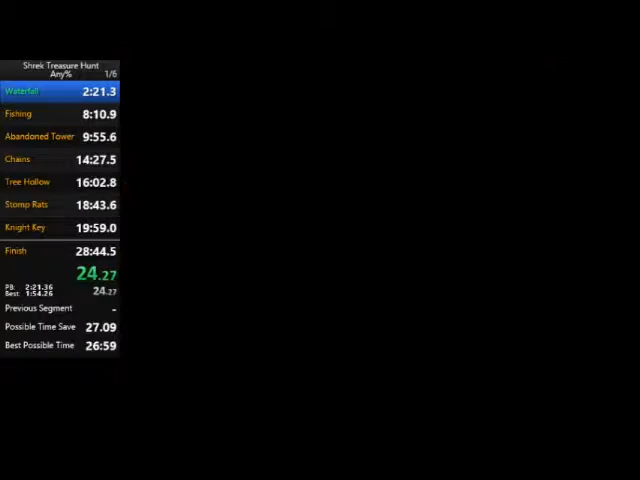 Shrek Treasure Hunt
Any% 1/6
Waterfall 2:21.3
Fishing 8:10.9
Abandoned Tower 9:55.6
Chains 14:27.5
Tree Hollow 16:02.8
Stomp Rats 18:43.6
Knight Key 19:59.0
Finish 28:44.5
24.27
PB: 2:21.36 24.27
Best: 1:54.26
Previous Segment -
Possible Time Save 27.09
Best Possible Time 26:59